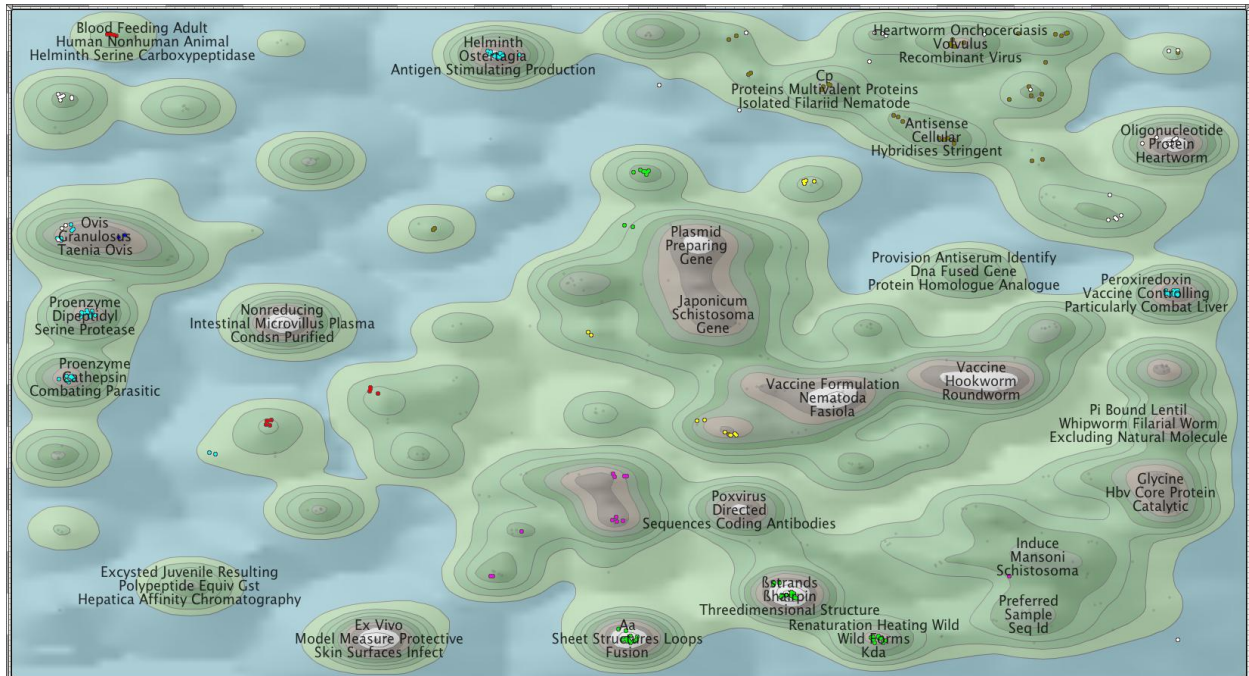 Blood Feeding Adult
Human Nonhuman Animal
Helminth Serine Carboxypeptidase
Helminth
Ostertagia
Antigen Stimulating Production
Heartworm Onchocerciasis
Volvulus
Recombinant Virus
Cp
Proteins Multivalent Proteins
Isolated Filariid Nematode
Antisense
Cellular
Hybridises Stringent
Oligonucleotide
Protein
Heartworm
Ovis
Granulosus
Taenia Ovis
Plasmid
Preparing
Gene
Provision Antiserum Identify
Dna Fused Gene
Protein Homologue Analogue
Peroxiredoxin
Vaccine Controlling
Particularly Combat Liver
Proenzyme
Dipeptidyl
Serine Protease
Nonreducing
Intestinal Microvillus Plasma
Condsn Purified
Japonicum
Schistosoma
Gene
Proenzyme
Cathepsin
Combating Parasitic
Vaccine Formulation
Nematoda
Fasiola
Vaccine
Hookworm
Roundworm
Pi Bound Lentil
Whipworm Filarial Worm
Excluding Natural Molecule
Glycine
Hbv Core Protein
Catalytic
Poxvirus
Directed
Sequences Coding Antibodies
Induce
Mansoni
Schistosoma
Excysted Juvenile Resulting
Polypeptide Equiv Gst
Hepatica Affinity Chromatography
ßstrands
ßhairpin
Threedimensional Structure
Preferred
Sample
Seq Id
Ex Vivo
Model Measure Protective
Skin Surfaces Infect
Aa
Sheet Structures Loops
Fusion
Renaturation Heating Wild
Wild Forms
Kda